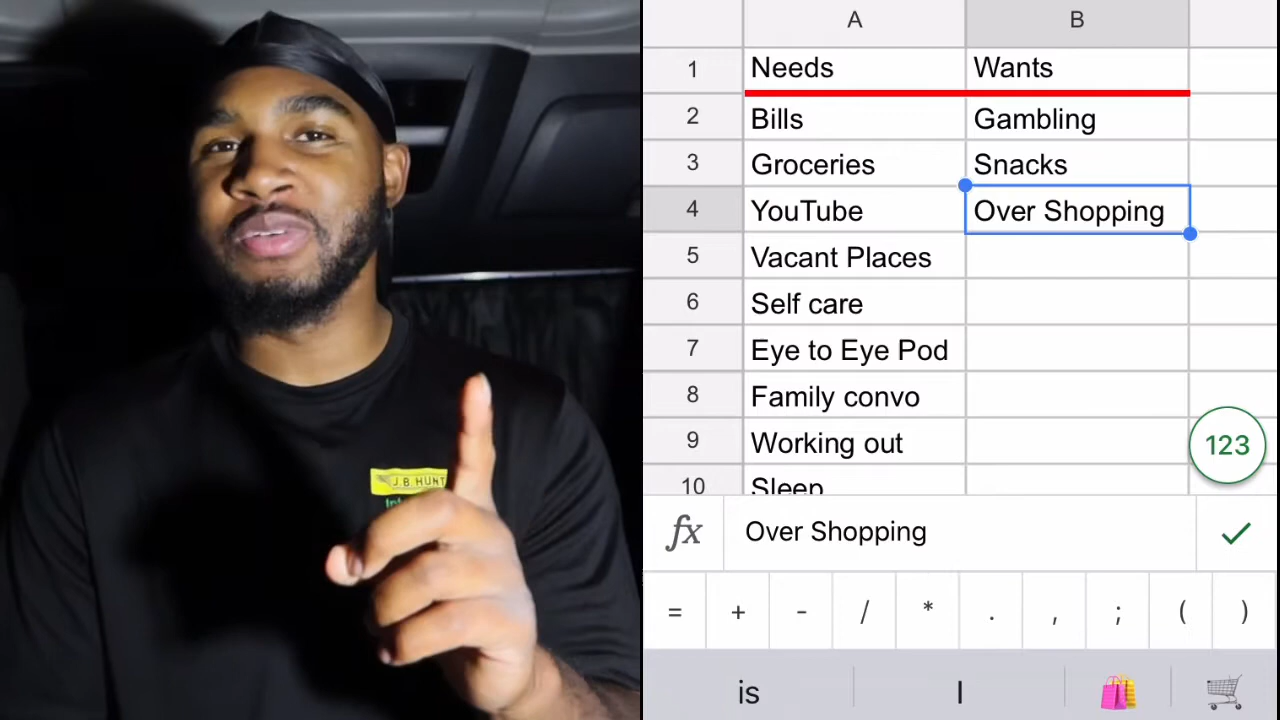 J.B. HUNT
A B
1 Needs Wants
2 Bills Gambling
3 Groceries Snacks
4 YouTube Over Shopping
5 Vacant Places
6 Self care
7 Eye to Eye Pod
8 Family convo
9 Working out
10 Sleep
123
fx Over Shopping
= + - / * . , ; ( )
is I